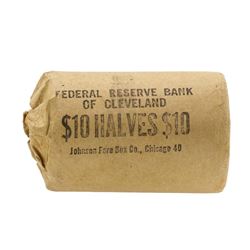 FEDERAL RESERVE BANK
OF CLEVELAND
$10 HALVES $10
Johnson Fare Box Co., Chicago 40